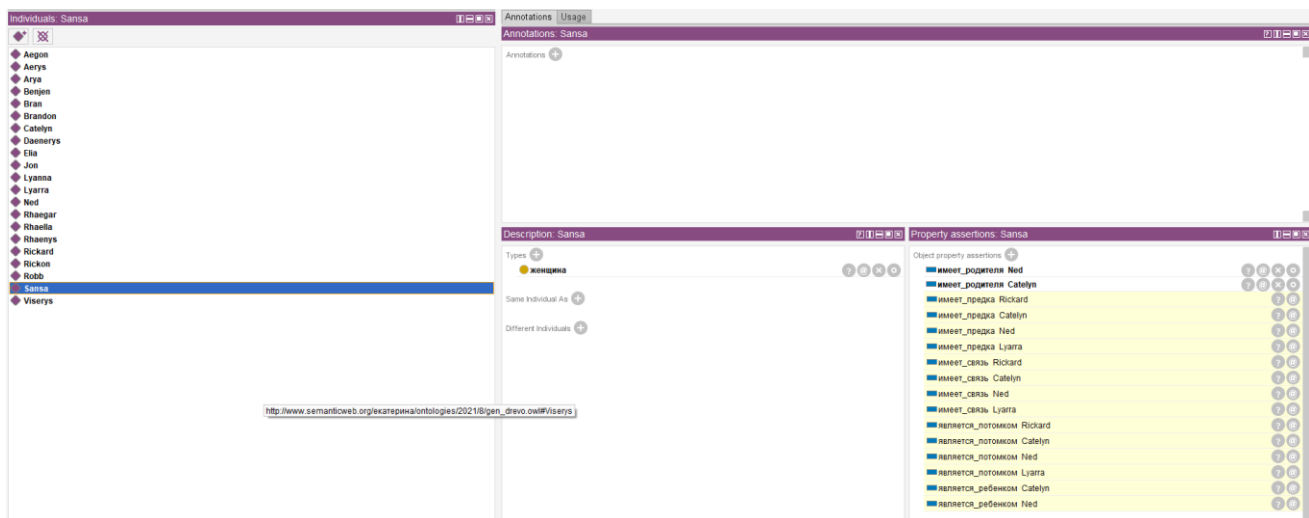 Individuals: Sansa
Aegon
Aerys
Arya
Benjen
Bran
Brandon
Catelyn
Daenerys
Elia
Jon
Lyanna
Lyarra
Ned
Rhaegar
Rhaella
Rhaenys
Rickard
Rickon
Robb
Sansa
Viserys
http://www.semanticweb.org/екатерина/ontologies/2021/8/gen_drevo.owl#Viserys
Annotations Usage
Annotations: Sansa
Annotations
Description: Sansa
Types
женщина
Same Individual As
Different Individuals
Property assertions: Sansa
Object property assertions
имеет_родителя Ned
имеет_родителя Catelyn
имеет_предка Rickard
имеет_предка Catelyn
имеет_предка Ned
имеет_предка Lyarra
имеет_связь Rickard
имеет_связь Catelyn
имеет_связь Ned
имеет_связь Lyarra
является_потомком Rickard
является_потомком Catelyn
является_потомком Ned
является_потомком Lyarra
является_ребенком Catelyn
является_ребенком Ned